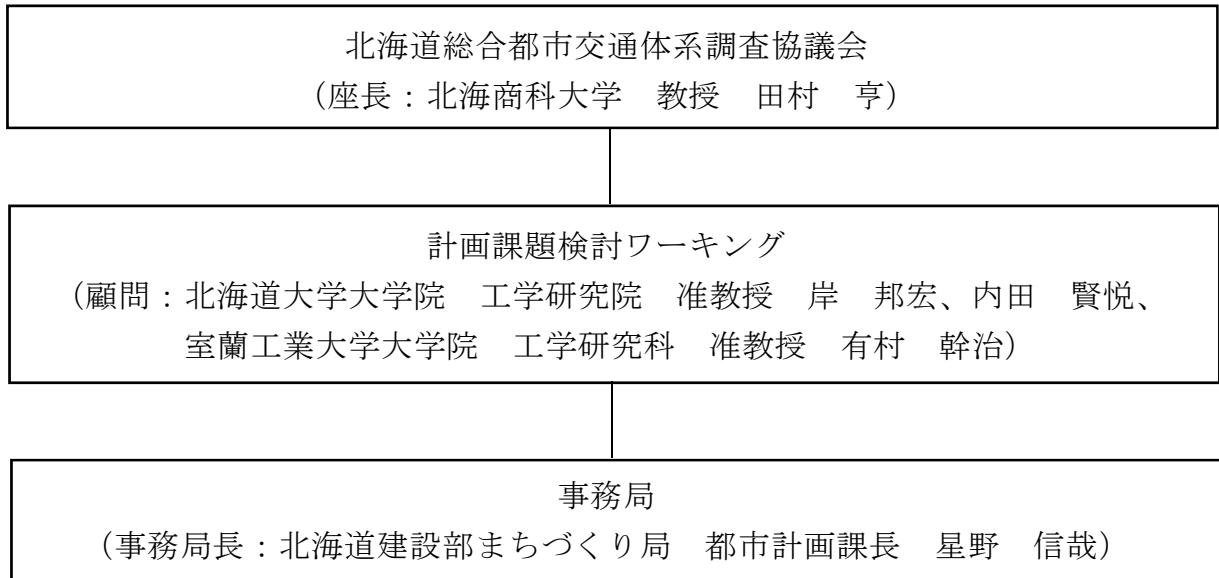 北海道総合都市交通体系調査協議会
（座長：北海商科大学　教授　田村　亨）
計画課題検討ワーキング
（顧問：北海道大学大学院　工学研究院　准教授　岸　邦宏、内田　賢悦、
室蘭工業大学大学院　工学研究科　准教授　有村　幹治）
事務局
（事務局長：北海道建設部まちづくり局　都市計画課長　星野　信哉）